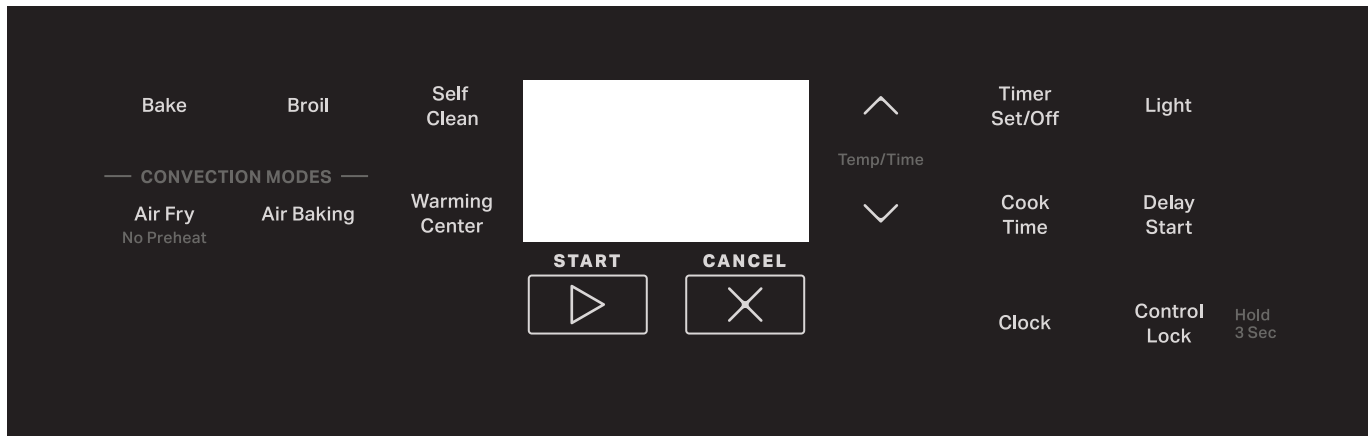 Bake
Broil
Self
Clean
CONVECTION MODES
Air Fry
No Preheat
Air Baking
Warming
Center
START
CANCEL
Temp/Time
Timer
Set/Off
Light
Cook
Time
Delay
Start
Clock
Control
Lock
Hold
3 Sec